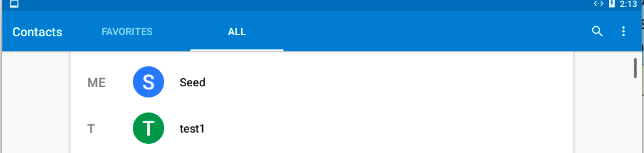 2:13
Contacts FAVORITES ALL
ME S Seed
T T test1